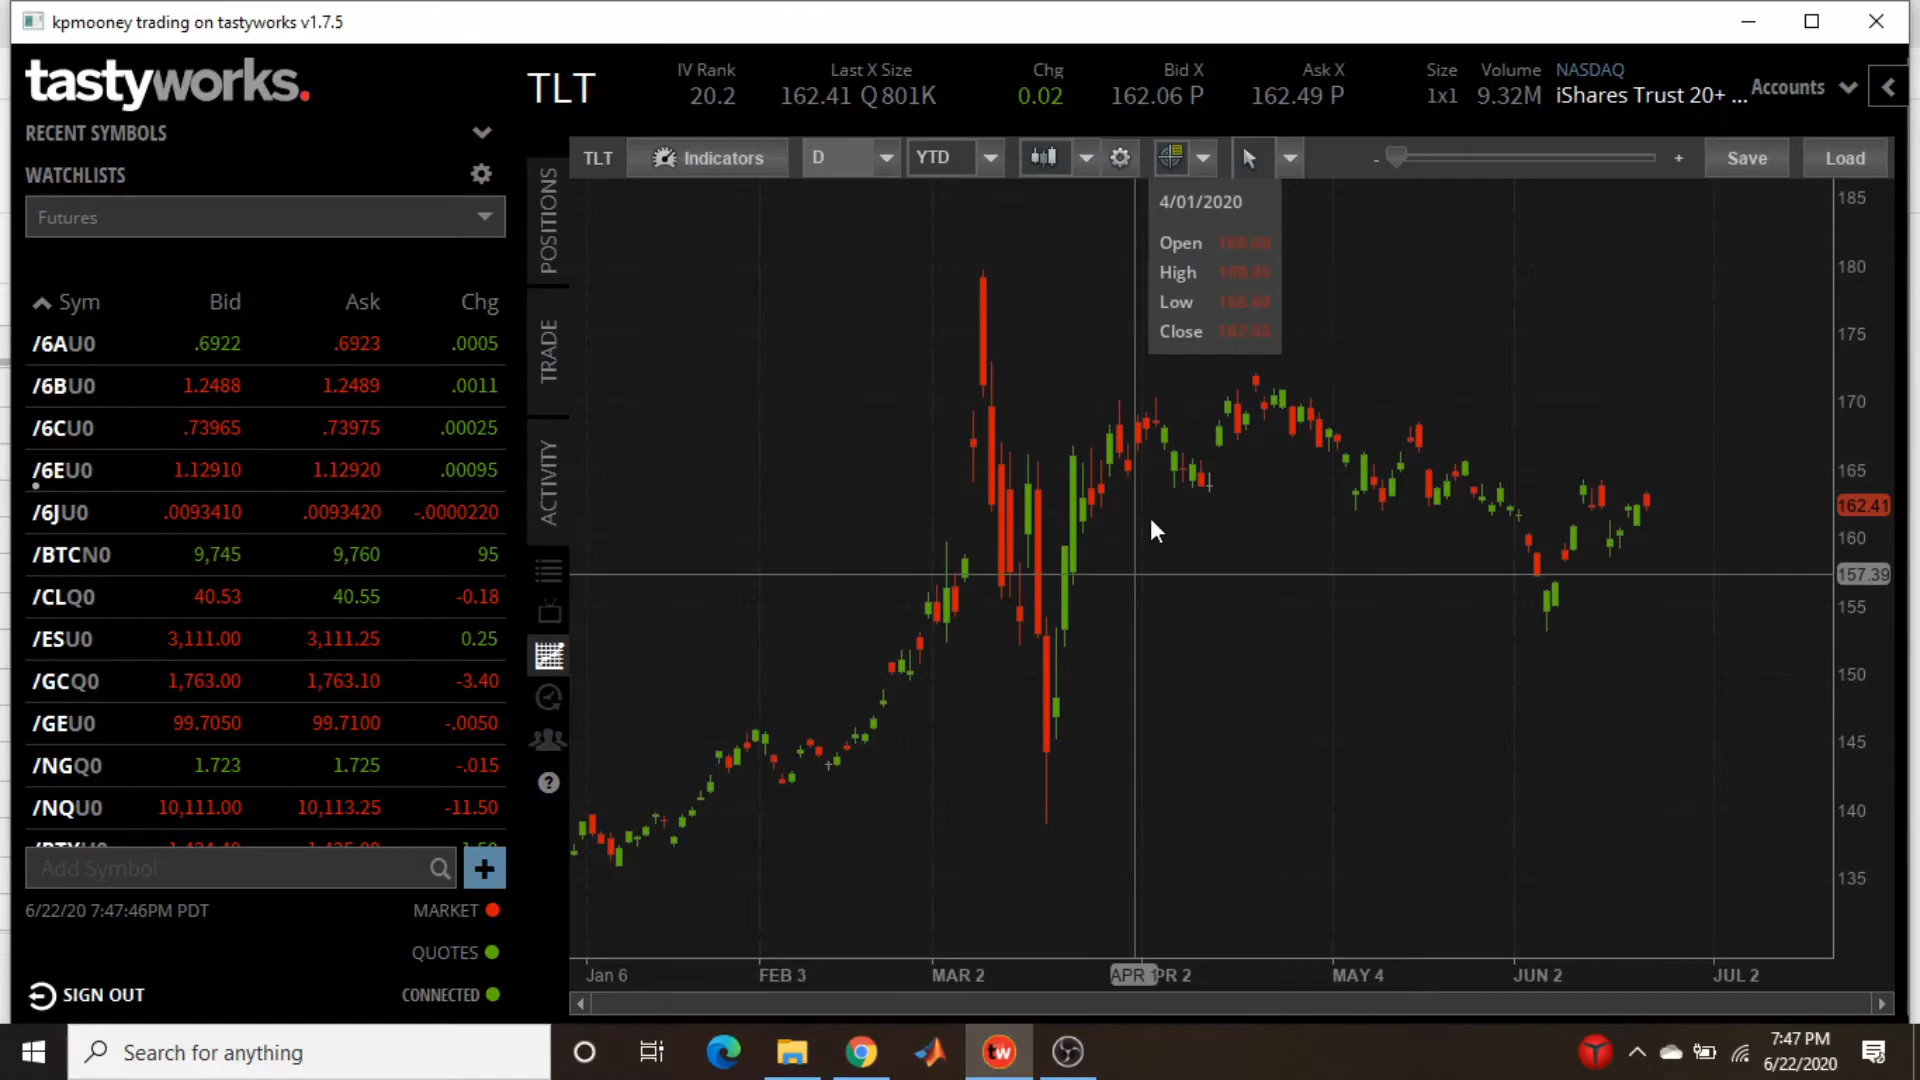 kpmooney trading on tastyworks v1.7.5
tastyworks.
RECENT SYMBOLS
WATCHLISTS
Futures
Sym Bid Ask Chg
/6AU0 .6922 .6923 .0005
/6BU0 1.2488 1.2489 .0011
/6CU0 .73965 .73975 .00025
/6EU0 1.12910 1.12920 .00095
/6JU0 .0093410 .0093420 -.0000220
/BTCN0 9,745 9,760 95
/CLQ0 40.53 40.55 -0.18
/ESU0 3,111.00 3,111.25 0.25
/GCQ0 1,763.00 1,763.10 -3.40
/GEU0 99.7050 99.7100 -.0050
/NGQ0 1.723 1.725 -.015
/NQU0 10,111.00 10,113.25 -11.50
Add Symbol
6/22/20 7:47:46PM PDT MARKET
QUOTES
SIGN OUT CONNECTED
POSITIONS
TRADE
ACTIVITY
TLT
IV Rank Last X Size Chg Bid X Ask X Size Volume NASDAQ
20.2 162.41 Q 801K 0.02 162.06 P 162.49 P 1x1 9.32M iShares Trust 20+ ...
Accounts
TLT Indicators D YTD - + Save Load
4/01/2020
Open
High
Low
Close
185
180
175
170
165
162.41
160
157.39
155
150
145
140
135
Jan 6 FEB 3 MAR 2 APR 1 PR 2 MAY 4 JUN 2 JUL 2
Search for anything
tw
7:47 PM
6/22/2020